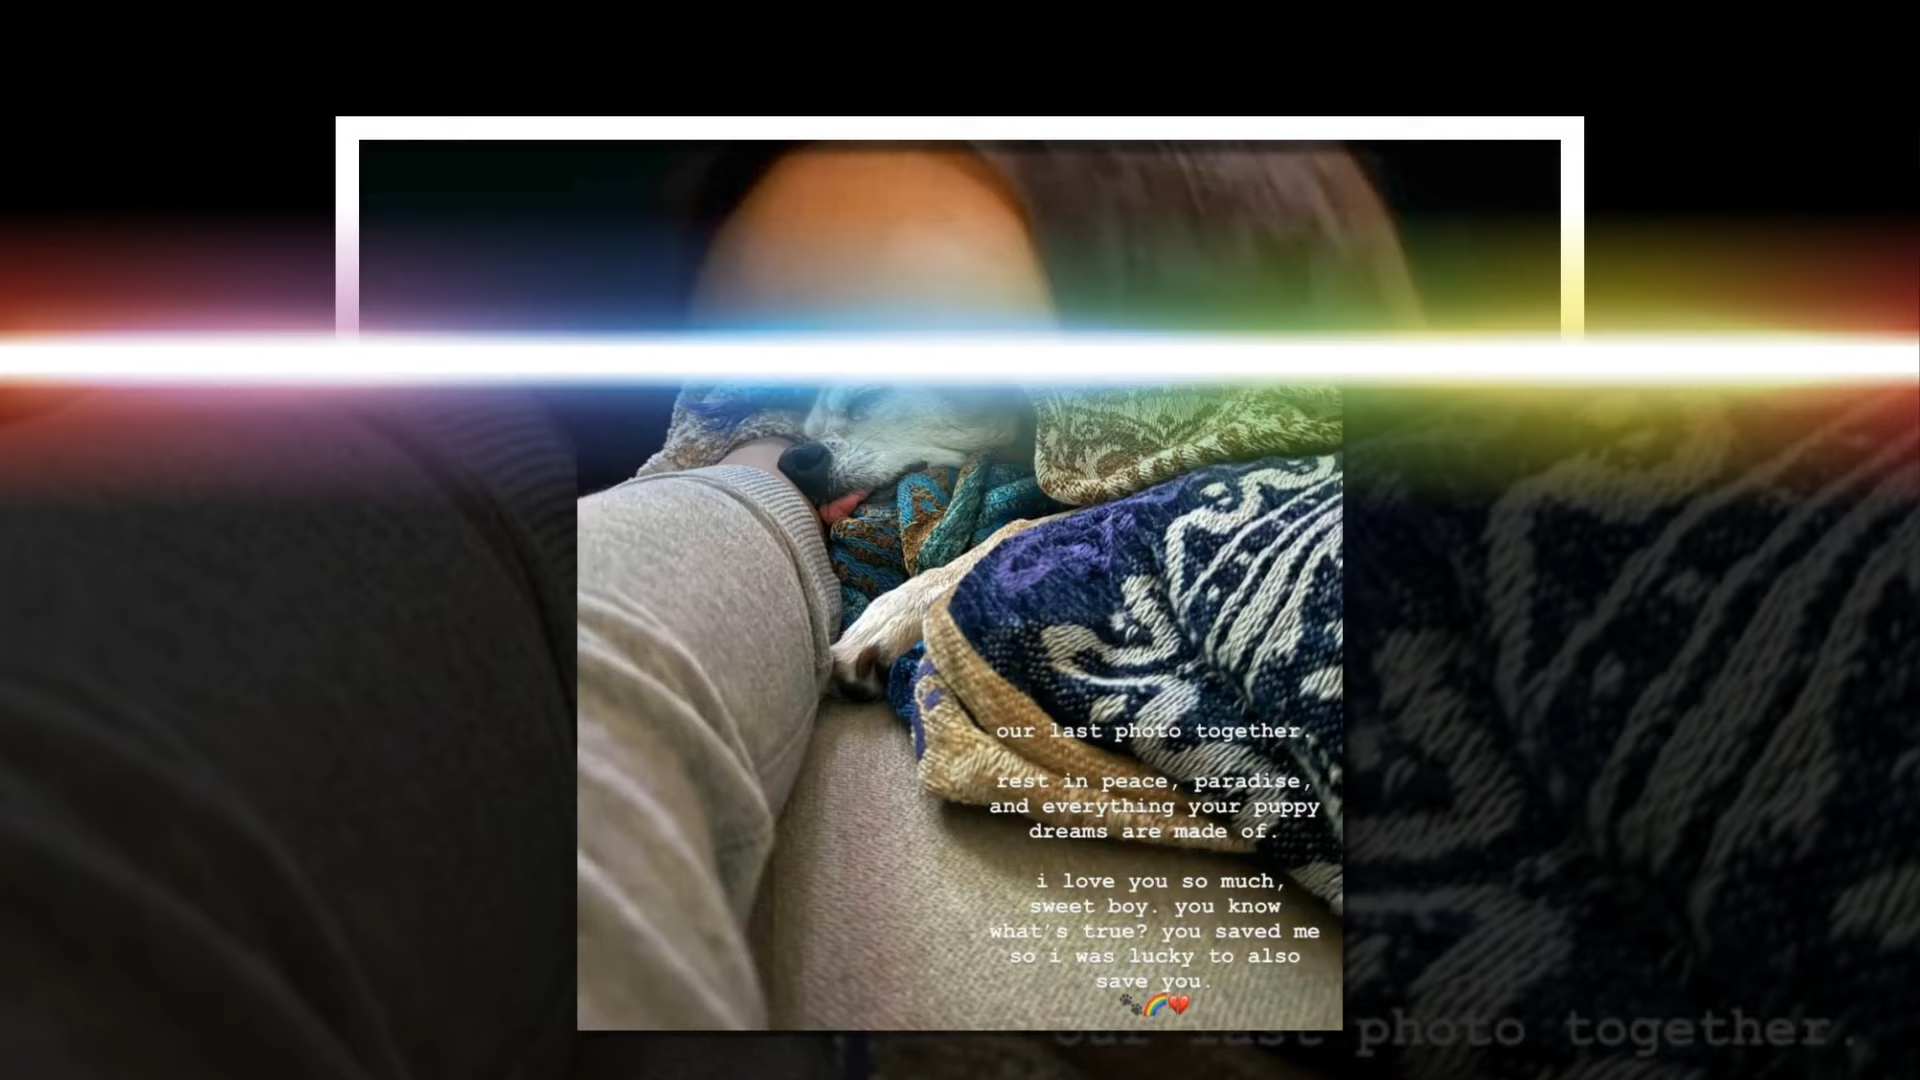 our last photo together.
rest in peace, paradise,
and everything your puppy
dreams are made of.
i love you so much,
sweet boy. you know
what's true? you saved me
so i was lucky to also
save you.
🐾🌈💔
our last photo together.